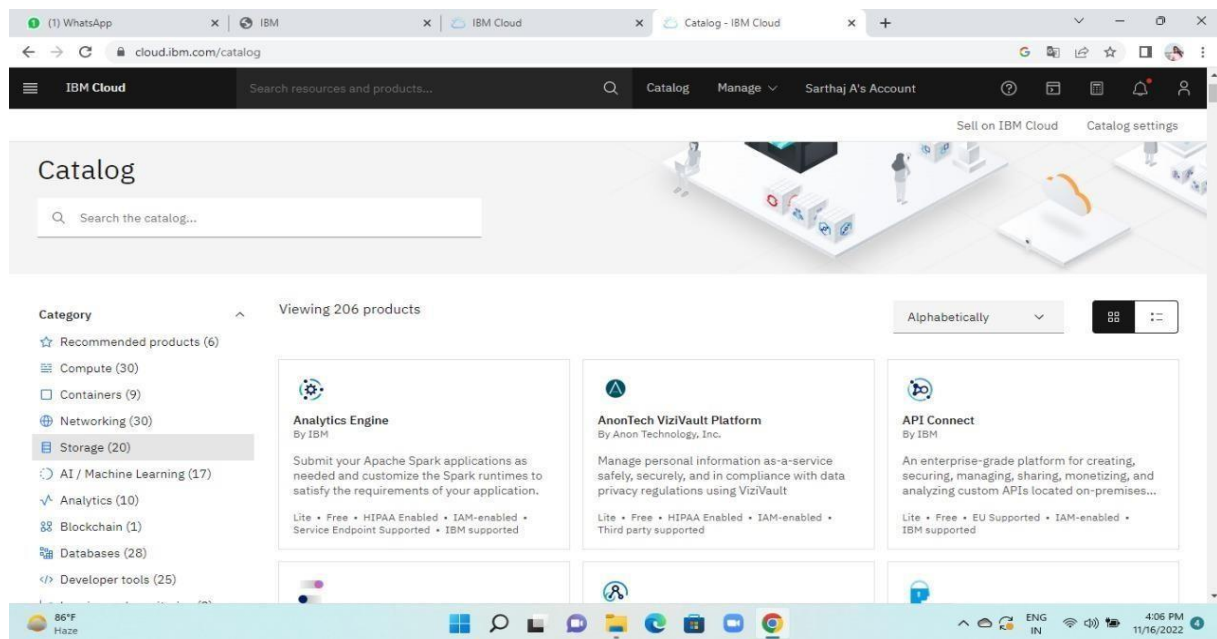 (1) WhatsApp
IBM
IBM Cloud
Catalog - IBM Cloud
cloud.ibm.com/catalog
IBM Cloud
Search resources and products...
Catalog
Manage
Sarthaj A's Account
Sell on IBM Cloud
Catalog settings
Catalog
Search the catalog...
Category
Recommended products (6)
Compute (30)
Containers (9)
Networking (30)
Storage (20)
AI / Machine Learning (17)
Analytics (10)
Blockchain (1)
Databases (28)
Developer tools (25)
Viewing 206 products
Alphabetically
Analytics Engine
By IBM
Submit your Apache Spark applications as
needed and customize the Spark runtimes to
satisfy the requirements of your application.
Lite • Free • HIPAA Enabled • IAM-enabled •
Service Endpoint Supported • IBM supported
AnonTech ViziVault Platform
By Anon Technology, Inc.
Manage personal information as-a-service
safely, securely, and in compliance with data
privacy regulations using ViziVault
Lite • Free • HIPAA Enabled • IAM-enabled •
Third party supported
API Connect
By IBM
An enterprise-grade platform for creating,
securing, managing, sharing, monetizing, and
analyzing custom APIs located on-premises...
Lite • Free • EU Supported • IAM-enabled •
IBM supported
86°F
Haze
ENG
IN
4:06 PM
11/16/2022
4